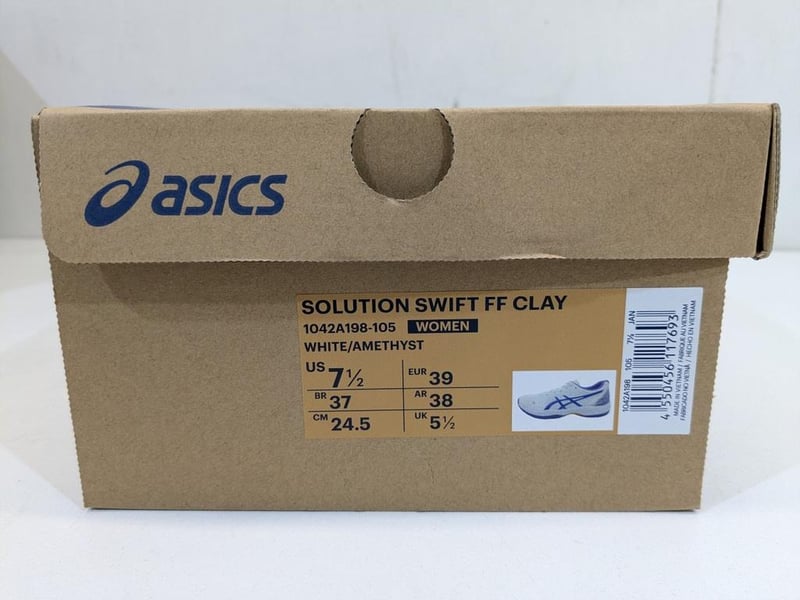 asics
SOLUTION SWIFT FF CLAY
1042A198-105 WOMEN
WHITE/AMETHYST
US 7½ EUR 39
BR 37 AR 38
CM 24.5 UK 5½
1042A198 105 7½ JAN
4 550456 117693
MADE IN VIETNAM / FABRIQUÉ AU VIETNAM
FABRICADO NO VIETNÃ / HECHO EN VIETNAM